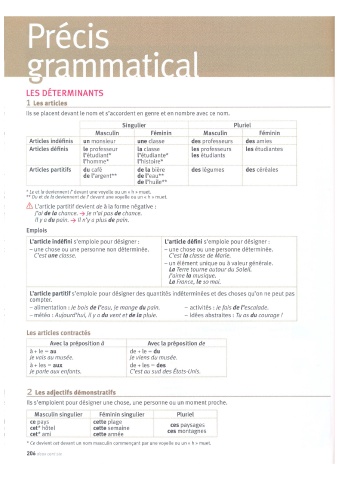 Précis
grammatical
LES DÉTERMINANTS
1 Les articles
Ils se placent devant le nom et s'accordent en genre et en nombre avec ce nom.
Singulier Pluriel
Masculin Féminin Masculin Féminin
Articles indéfinis un monsieur une classe des professeurs des amies
Articles définis le professeur la classe les professeurs les étudiantes
l'étudiant* l'étudiante* les étudiants
l'homme* l'histoire*
Articles partitifs du café de la bière des légumes des céréales
de l'argent** de l'eau**
de l'huile**
* Le et la deviennent l' devant une voyelle ou un « h » muet.
** Du et de la deviennent de l' devant une voyelle ou un « h » muet.
⚠ L'article partitif devient de à la forme négative :
J'ai de la chance. → Je n'ai pas de chance.
Il y a du pain. → Il n'y a plus de pain.
Emplois
L'article indéfini s'emploie pour désigner :
– une chose ou une personne non déterminée.
C'est une classe.
L'article défini s'emploie pour désigner :
– une chose ou une personne déterminée.
C'est la classe de Marie.
– un élément unique ou à valeur générale.
La Terre tourne autour du Soleil.
J'aime la musique.
La France, le 10 mai.
L'article partitif s'emploie pour désigner des quantités indéterminées et des choses qu'on ne peut pas
compter.
– alimentation : Je bois de l'eau, je mange du pain. – activités : Je fais de l'escalade.
– météo : Aujourd'hui, il y a du vent et de la pluie. – idées abstraites : Tu as du courage !
Les articles contractés
Avec la préposition à Avec la préposition de
à + le = au de + le = du
Je vais au musée. Je viens du musée.
à + les = aux de + les = des
Je parle aux enfants. C'est au sud des États-Unis.
2 Les adjectifs démonstratifs
Ils s'emploient pour désigner une chose, une personne ou un moment proche.
Masculin singulier Féminin singulier Pluriel
ce pays cette plage ces paysages
cet* hôtel cette semaine ces montagnes
cet* ami cette année
* Ce devient cet devant un nom masculin commençant par une voyelle ou un « h » muet.
204